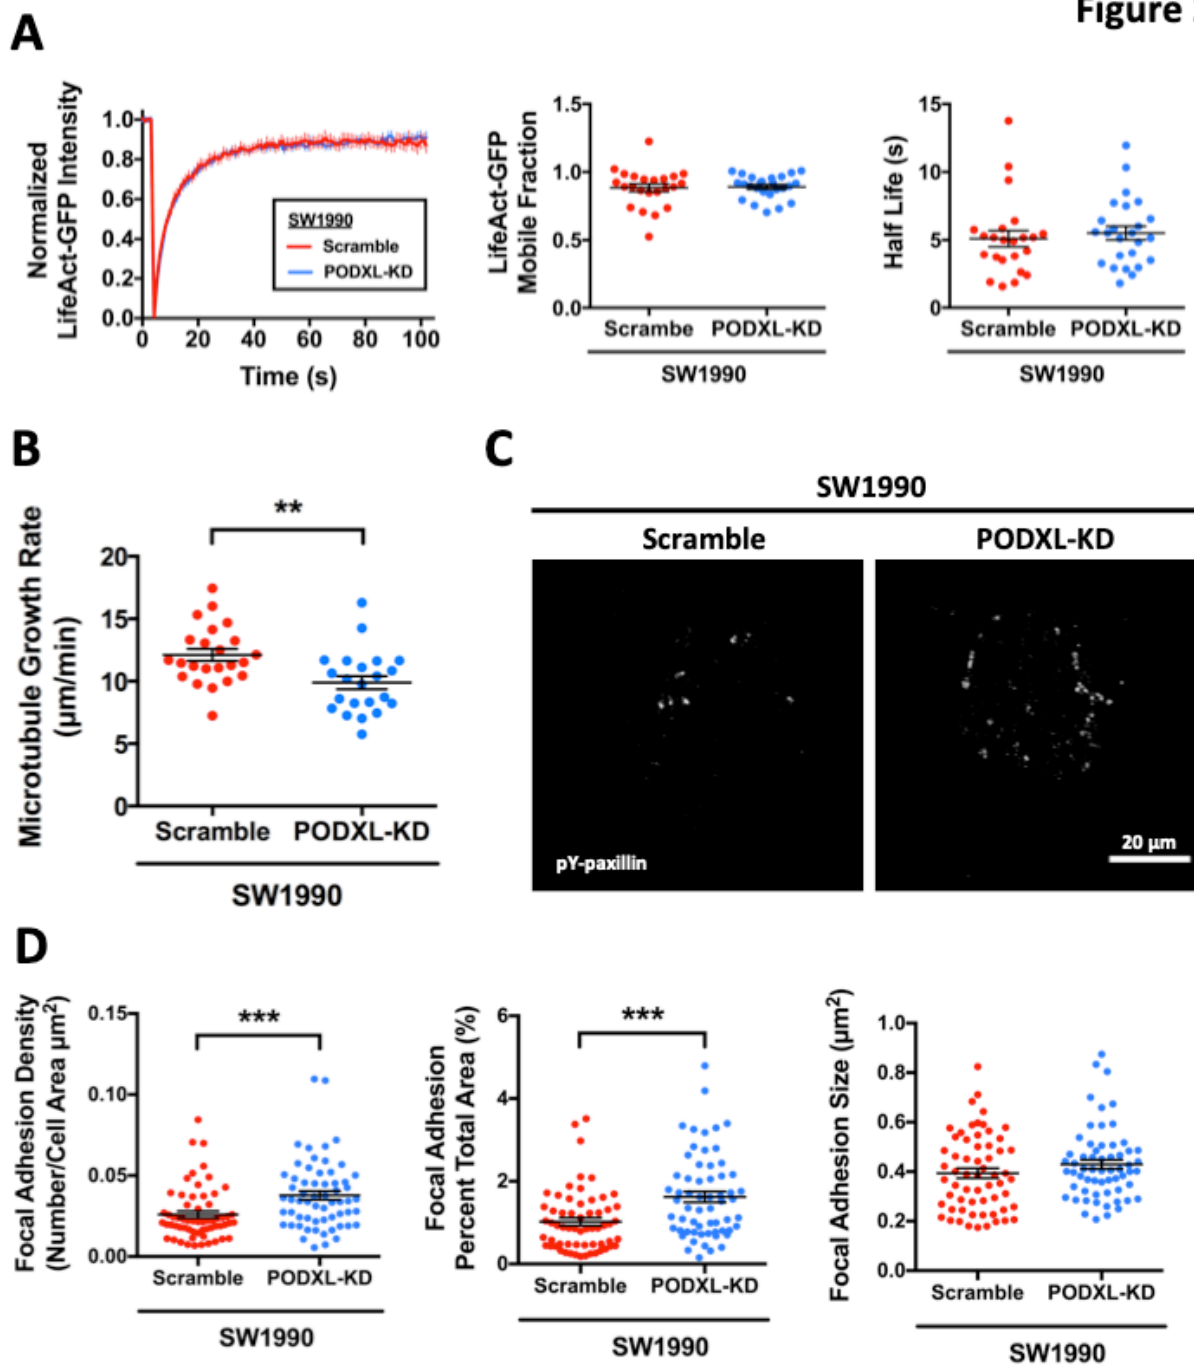 Figure
A
Normalized
LifeAct-GFP Intensity
1.0
0.8
0.6
0.4
0.2
0.0
0 20 40 60 80 100
Time (s)
SW1990
Scramble
PODXL-KD
LifeAct-GFP
Mobile Fraction
1.5
1.0
0.5
0.0
Scrambe PODXL-KD
SW1990
Half Life (s)
15
10
5
0
Scramble PODXL-KD
SW1990
B
Microtubule Growth Rate
(µm/min)
**
20
15
10
5
0
Scramble PODXL-KD
SW1990
C
SW1990
Scramble PODXL-KD
pY-paxillin
20 µm
D
Focal Adhesion Density
(Number/Cell Area µm²)
***
0.15
0.10
0.05
0.00
Scramble PODXL-KD
SW1990
Focal Adhesion
Percent Total Area (%)
***
6
4
2
0
Scramble PODXL-KD
SW1990
Focal Adhesion Size (µm²)
1.0
0.8
0.6
0.4
0.2
0.0
Scramble PODXL-KD
SW1990